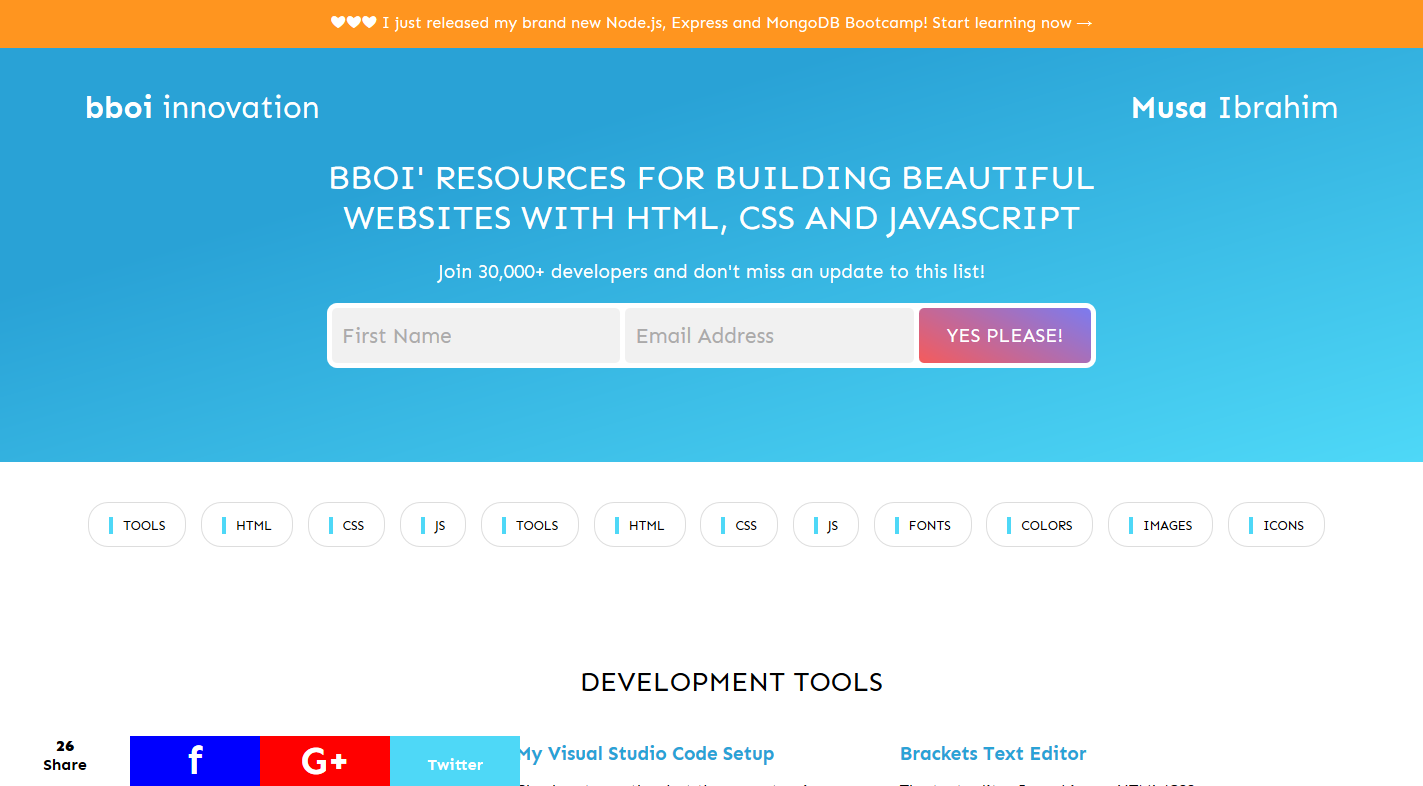 ♥♥♥ I just released my brand new Node.js, Express and MongoDB Bootcamp! Start learning now →
bboi innovation
Musa Ibrahim
BBOI' RESOURCES FOR BUILDING BEAUTIFUL
WEBSITES WITH HTML, CSS AND JAVASCRIPT
Join 30,000+ developers and don't miss an update to this list!
First Name
Email Address
YES PLEASE!
TOOLS
HTML
CSS
JS
TOOLS
HTML
CSS
JS
FONTS
COLORS
IMAGES
ICONS
DEVELOPMENT TOOLS
26
Share
f
G+
Twitter
My Visual Studio Code Setup
Brackets Text Editor